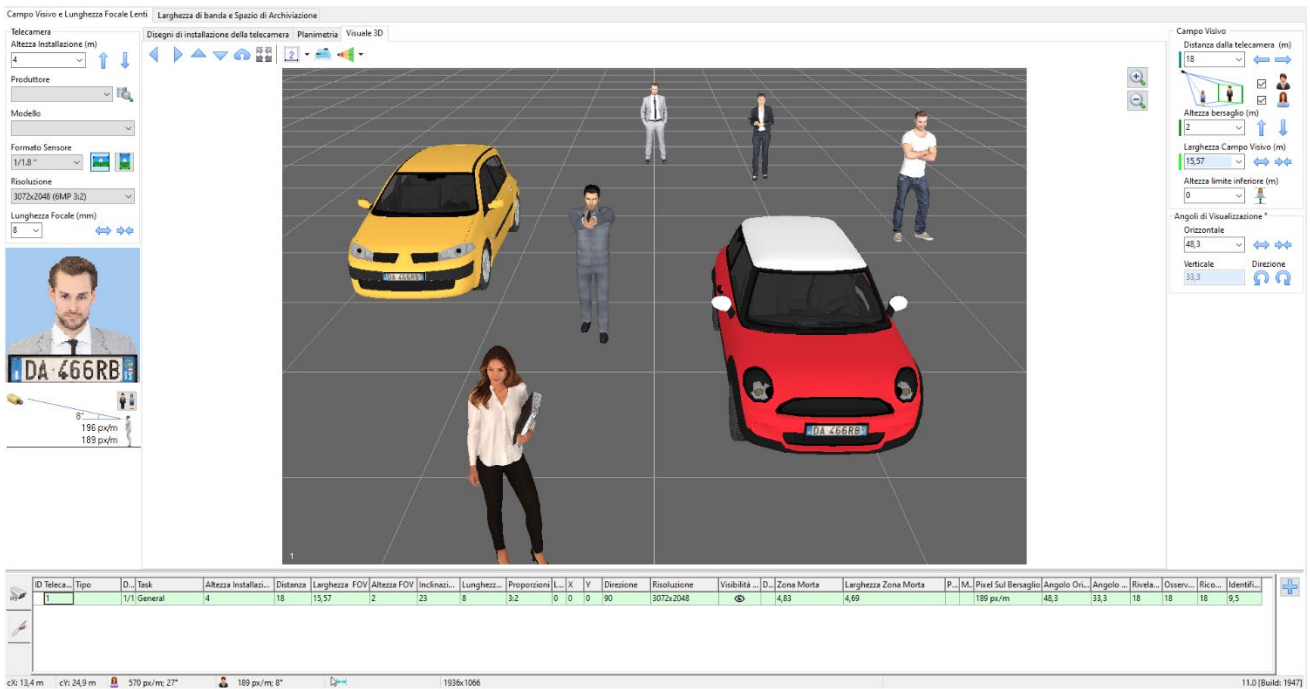 Campo Visivo e Lunghezza Focale Lenti Larghezza di banda e Spazio di Archiviazione
Telecamera
Altezza Installazione (m)
4
Produttore
Modello
Formato Sensore
1/1.8 "
Risoluzione
3072x2048 (6MP 3:2)
Lunghezza Focale (mm)
8
DA 466RB
8°
196 px/m
189 px/m
Disegni di installazione della telecamera Planimetria Visuale 3D
2
DA 466RB
DA 466RB
1
Campo Visivo
Distanza dalla telecamera (m)
18
Altezza bersaglio (m)
2
Larghezza Campo Visivo (m)
15,57
Altezza limite inferiore (m)
0
Angoli di Visualizzazione °
Orizzontale
48,3
Verticale Direzione
33,3
ID Teleca... Tipo D... Task Altezza Installazi... Distanza Larghezza FOV Altezza FOV Inclinazi... Lunghezz... Proporzioni L... X Y Direzione Risoluzione Visibilità ... D... Zona Morta Larghezza Zona Morta P... M... Pixel Sul Bersaglio Angolo Ori... Angolo ... Rivela... Osserv... Rico... Identifi...
1 1/1 General 4 18 15,57 2 23 8 3:2 0 0 0 90 3072x2048 4,83 4,69 189 px/m 48,3 33,3 18 18 18 9,5
cX: 13,4 m cY: 24,9 m 570 px/m; 27° 189 px/m; 8° 1936x1066 11.0 [Build: 1947]